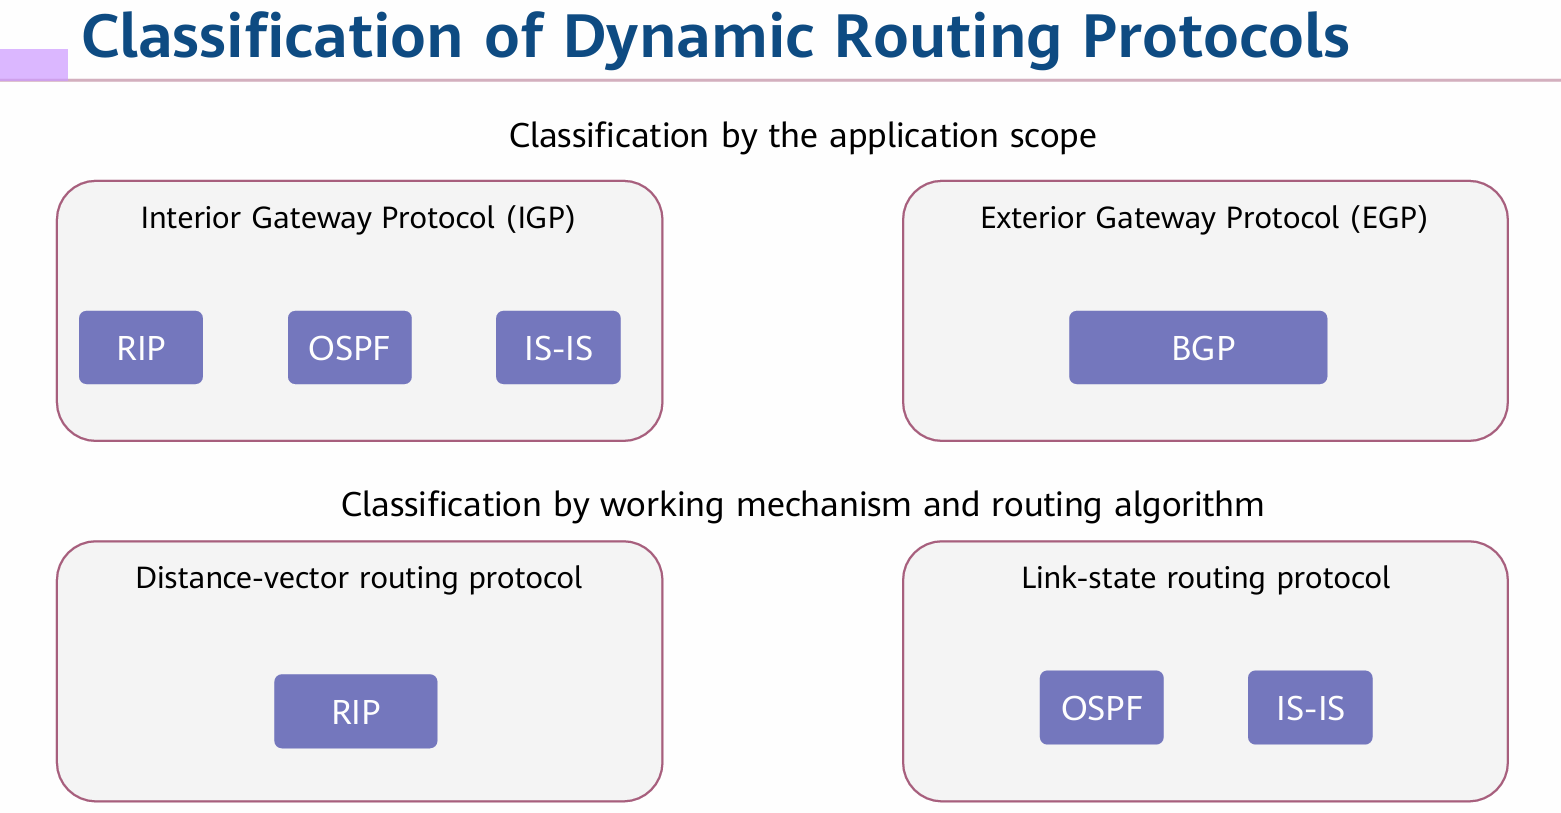 Classification of Dynamic Routing Protocols
Classification by the application scope
Interior Gateway Protocol (IGP)
RIP
OSPF
IS-IS
Exterior Gateway Protocol (EGP)
BGP
Classification by working mechanism and routing algorithm
Distance-vector routing protocol
RIP
Link-state routing protocol
OSPF
IS-IS